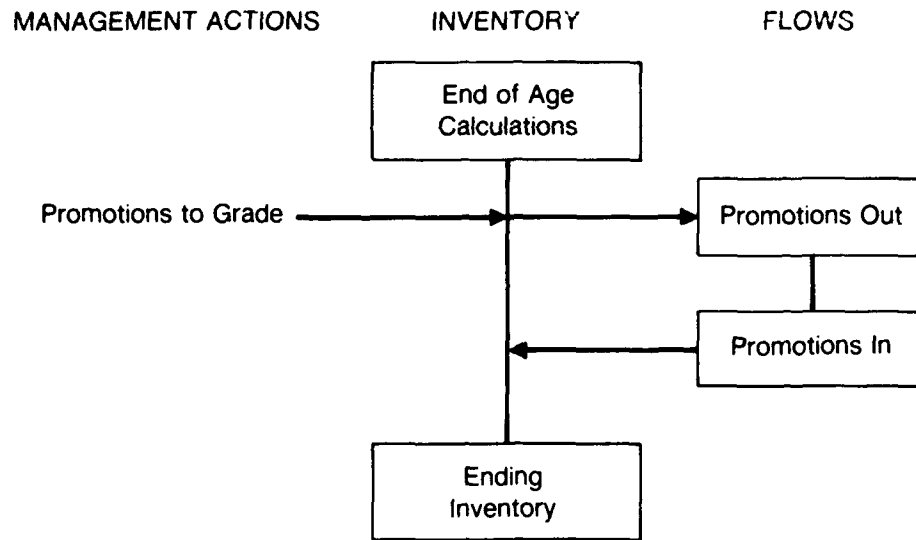 MANAGEMENT ACTIONS INVENTORY FLOWS
End of Age
Calculations
Promotions to Grade
Promotions Out
Promotions In
Ending
Inventory